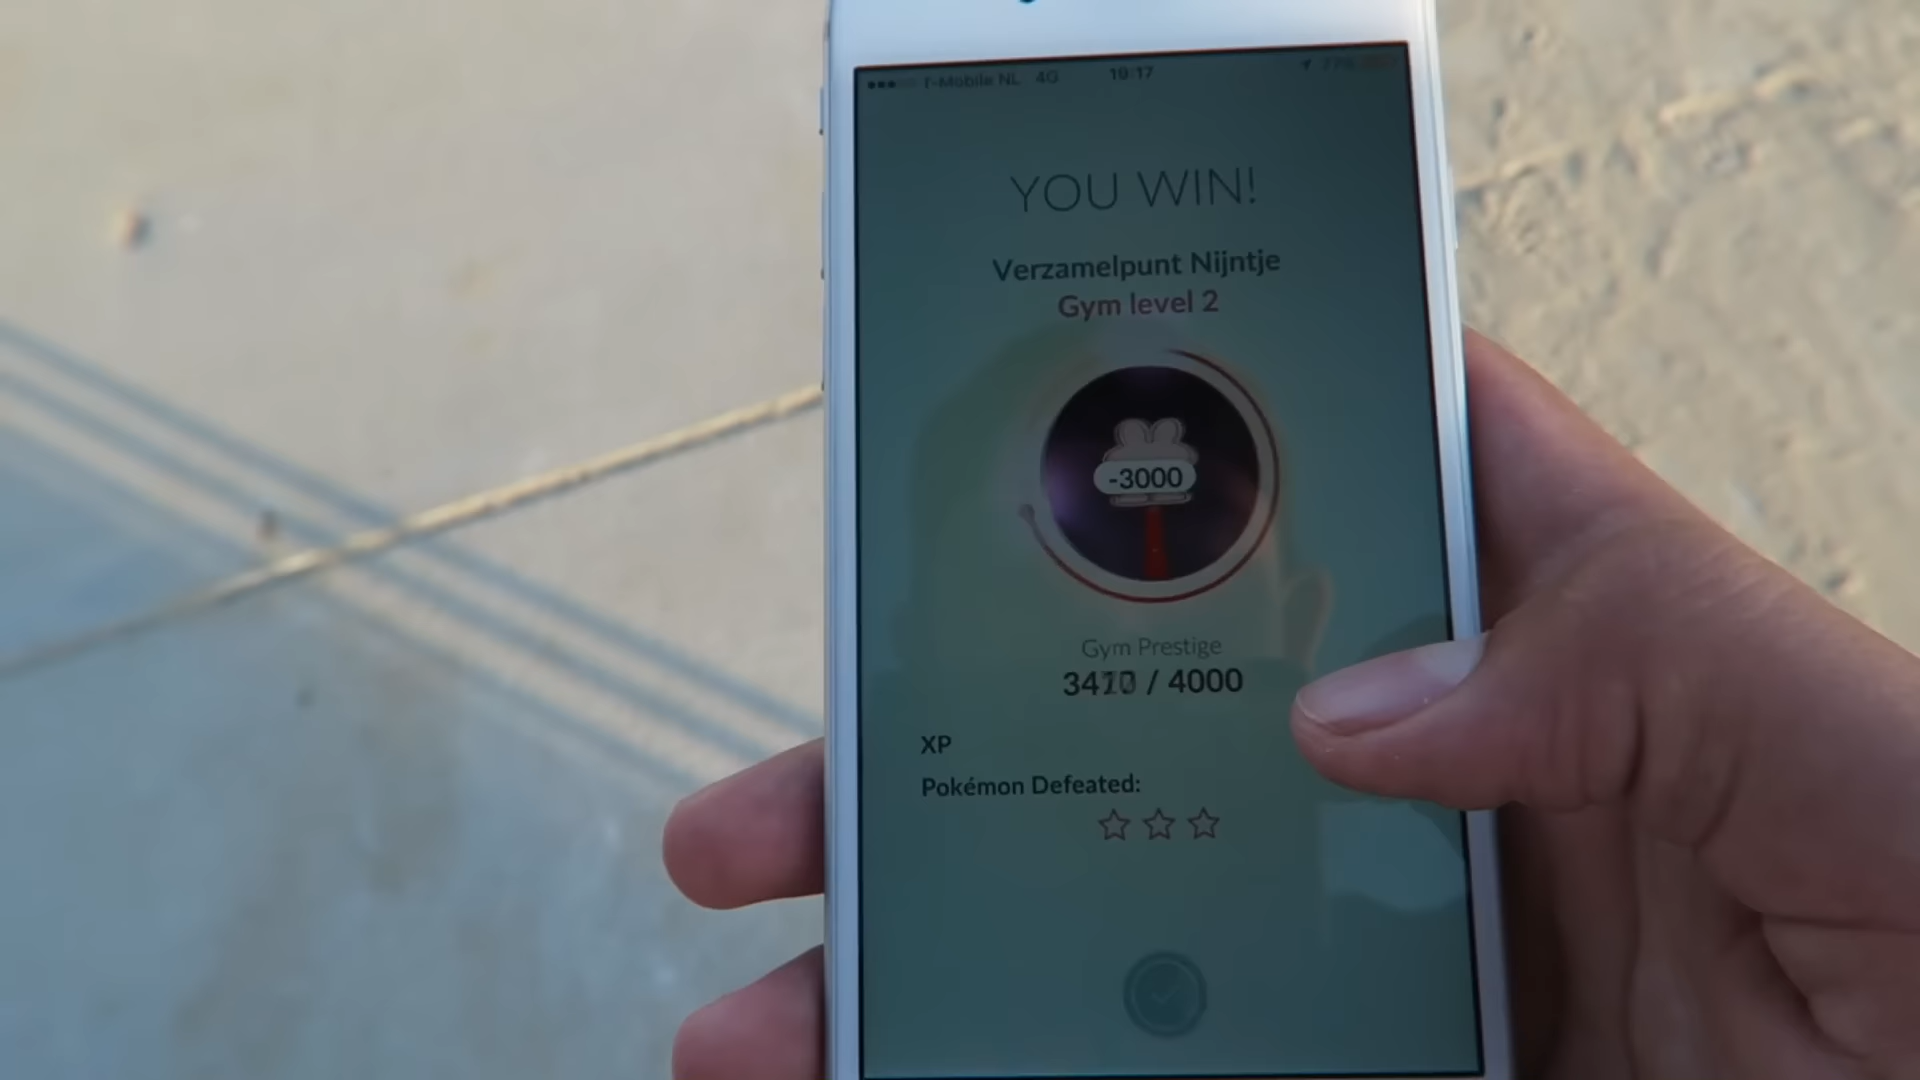 T-Mobile NL 4G 19:17
YOU WIN!
Verzamelpunt Nijntje
Gym level 2
-3000
Gym Prestige
/ 4000
XP
Pokémon Defeated: